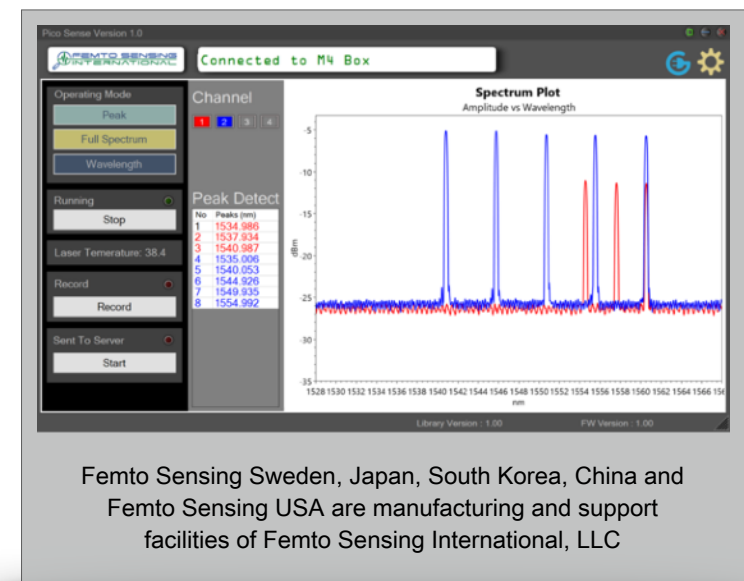 Pico Sense Version 1.0
FEMTO SENSING
INTERNATIONAL
Connected to M4 Box
Operating Mode
Peak
Full Spectrum
Wavelength
Running
Stop
Laser Temerature: 38.4
Record
Record
Sent To Server
Start
Channel
1 2 3 4
Peak Detect
No Peaks (nm)
1 1534.986
2 1537.934
3 1540.987
4 1535.006
5 1540.053
6 1544.926
7 1549.935
8 1554.992
Spectrum Plot
Amplitude vs Wavelength
dBm
-5
-10
-15
-20
-25
-30
-35
1528 1530 1532 1534 1536 1538 1540 1542 1544 1546 1548 1550 1552 1554 1556 1558 1560 1562 1564 1566
nm
Library Version : 1.00 FW Version : 1.00
Femto Sensing Sweden, Japan, South Korea, China and
Femto Sensing USA are manufacturing and support
facilities of Femto Sensing International, LLC